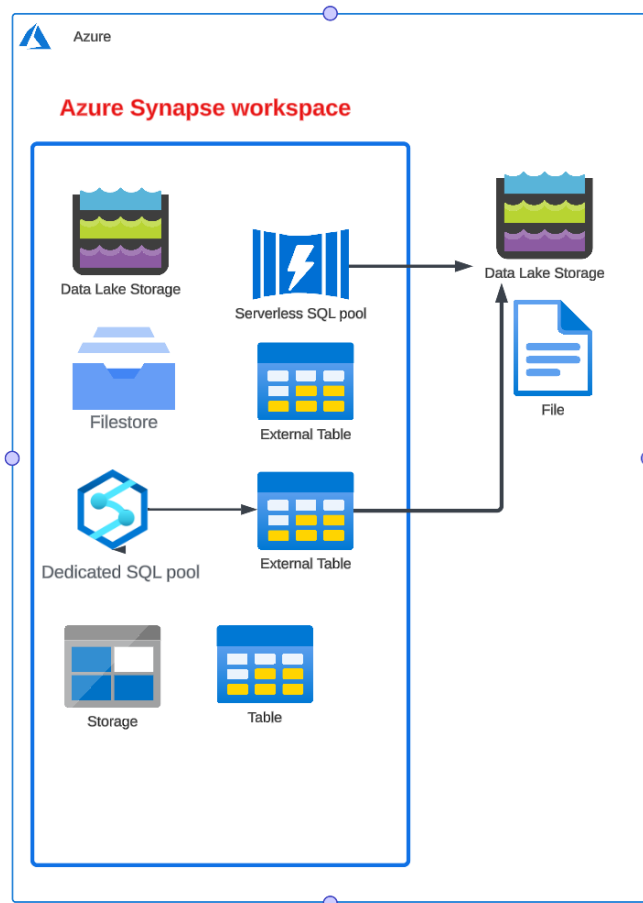 Azure
Azure Synapse workspace
Data Lake Storage
Serverless SQL pool
Data Lake Storage
Filestore
External Table
File
Dedicated SQL pool
External Table
Storage
Table